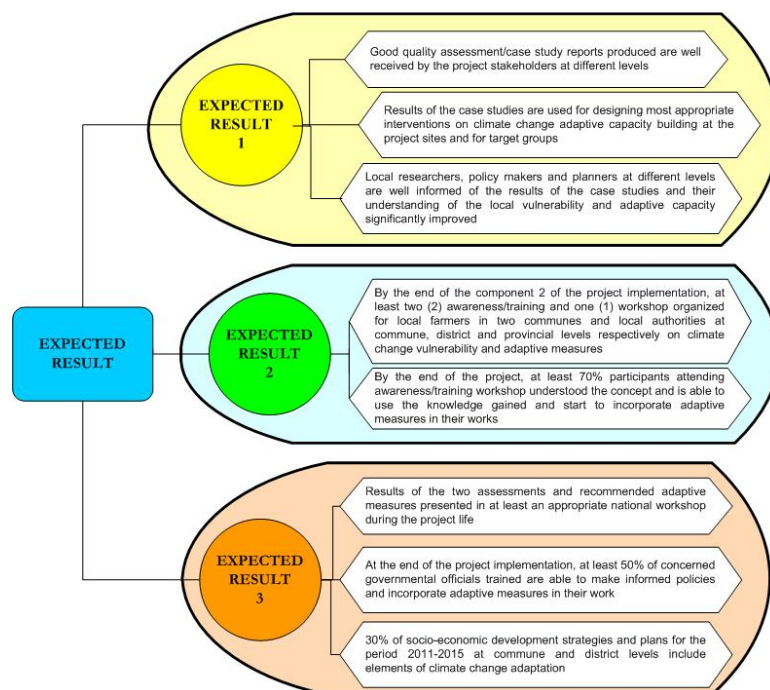 EXPECTED
RESULT
1
Good quality assessment/case study reports produced are well
received by the project stakeholders at different levels
Results of the case studies are used for designing most appropriate
interventions on climate change adaptive capacity building at the
project sites and for target groups
Local researchers, policy makers and planners at different levels
are well informed of the results of the case studies and their
understanding of the local vulnerability and adaptive capacity
significantly improved
EXPECTED
RESULT
EXPECTED
RESULT
2
By the end of the component 2 of the project implementation, at
least two (2) awareness/training and one (1) workshop organized
for local farmers in two communes and local authorities at
commune, district and provincial levels respectively on climate
change vulnerability and adaptive measures
By the end of the project, at least 70% participants attending
awareness/training workshop understood the concept and is able to
use the knowledge gained and start to incorporate adaptive
measures in their works
EXPECTED
RESULT
3
Results of the two assessments and recommended adaptive
measures presented in at least an appropriate national workshop
during the project life
At the end of the project implementation, at least 50% of concerned
governmental officials trained are able to make informed policies
and incorporate adaptive measures in their work
30% of socio-economic development strategies and plans for the
period 2011-2015 at commune and district levels include
elements of climate change adaptation